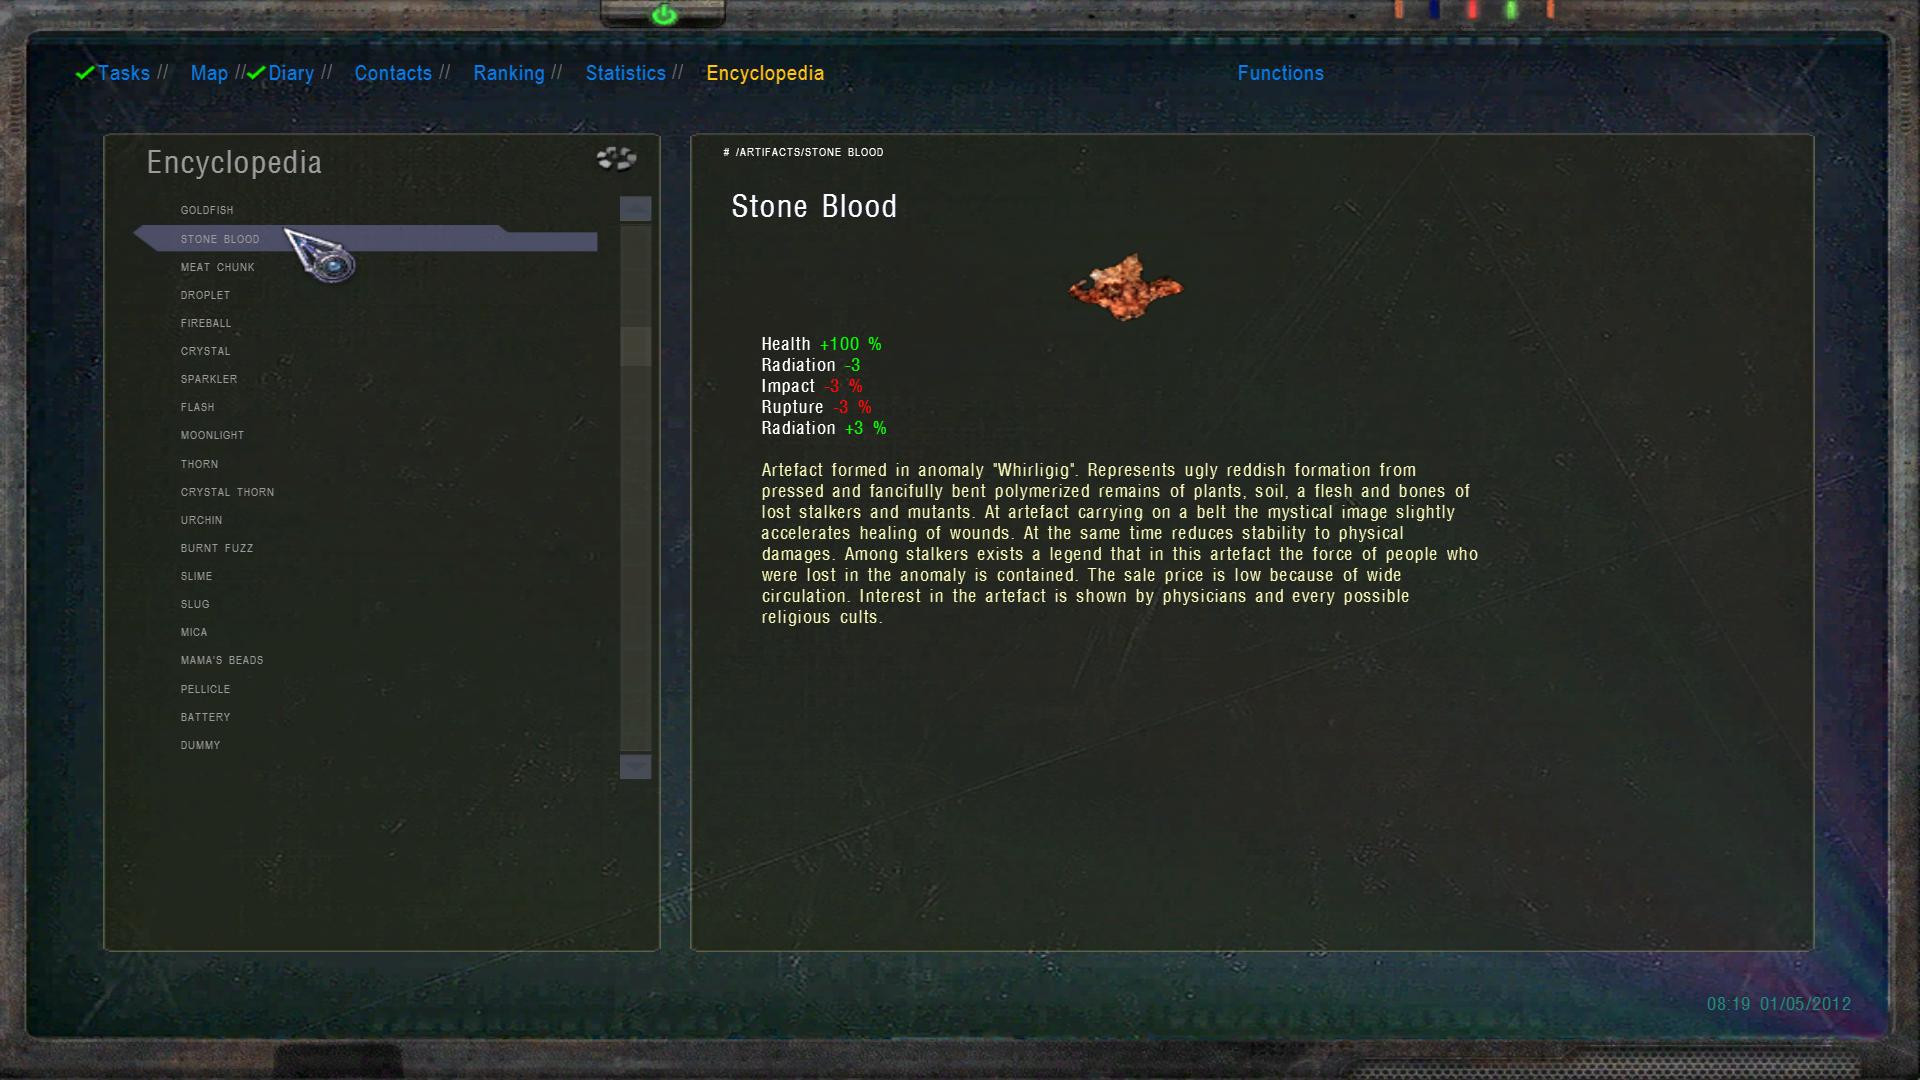 Tasks // Map // Diary // Contacts // Ranking // Statistics // Encyclopedia Functions
Encyclopedia
GOLDFISH
STONE BLOOD
MEAT CHUNK
DROPLET
FIREBALL
CRYSTAL
SPARKLER
FLASH
MOONLIGHT
THORN
CRYSTAL THORN
URCHIN
BURNT FUZZ
SLIME
SLUG
MICA
MAMA'S BEADS
PELLICLE
BATTERY
DUMMY
# /ARTIFACTS/STONE BLOOD
Stone Blood
Health +100 %
Radiation -3
Impact -3 %
Rupture -3 %
Radiation +3 %
Artefact formed in anomaly "Whirligig". Represents ugly reddish formation from
pressed and fancifully bent polymerized remains of plants, soil, a flesh and bones of
lost stalkers and mutants. At artefact carrying on a belt the mystical image slightly
accelerates healing of wounds. At the same time reduces stability to physical
damages. Among stalkers exists a legend that in this artefact the force of people who
were lost in the anomaly is contained. The sale price is low because of wide
circulation. Interest in the artefact is shown by physicians and every possible
religious cults.
08:19 01/05/2012